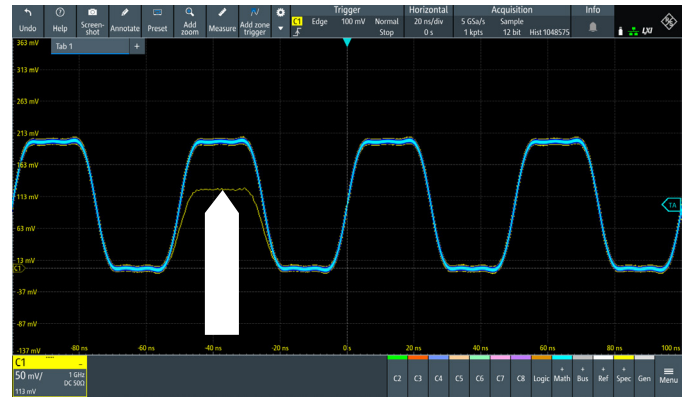 Undo
Help
Screen-
shot
Annotate
Preset
Add
zoom
Measure
Add zone
trigger
Trigger
C1 Edge 100 mV Normal
Stop
Horizontal
20 ns/div
0 s
Acquisition
5 GSa/s Sample
1 kpts 12 bit Hist 1048575
Info
LXI
363 mV
Tab 1 +
313 mV
263 mV
213 mV
163 mV
113 mV
1A
63 mV
13 mV
C1
-37 mV
-87 mV
-137 mV
-80 ns -60 ns -40 ns -20 ns 0 s 20 ns 40 ns 60 ns 80 ns 100 ns
C1
50 mV/ 1 GHz
DC 50Ω
113 mV
C2 C3 C4 C5 C6 C7 C8 Logic + Math + Bus + Ref + Spec Gen Menu